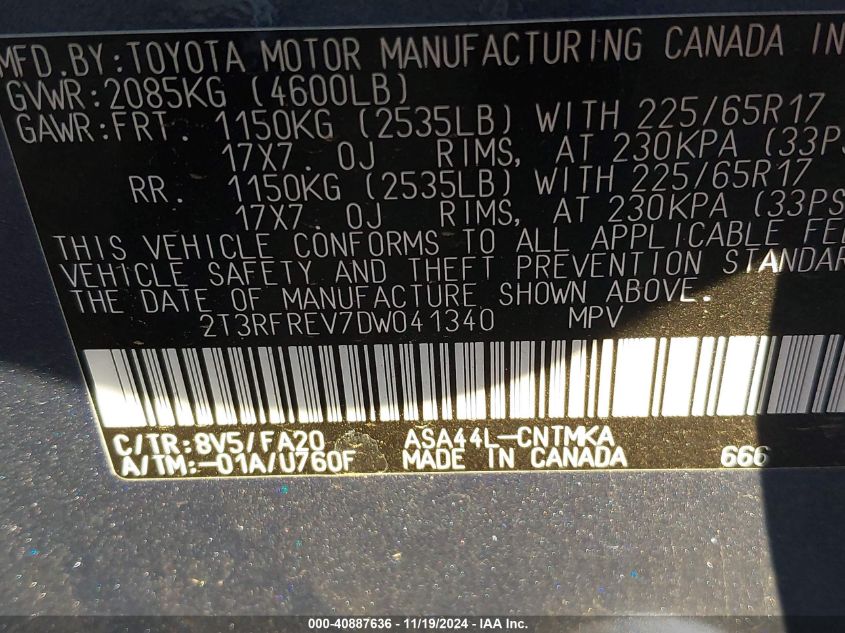 MFD.BY:TOYOTA MOTOR MANUFACTURING CANADA IN
GVWR:2085KG (4600LB)
GAWR:FRT. 1150KG (2535LB) WITH 225/65R17
17X7. 0J RIMS, AT 230KPA (33PS
RR. 1150KG (2535LB) WITH 225/65R17
17X7. 0J RIMS, AT 230KPA (33PS
THIS VEHICLE CONFORMS TO ALL APPLICABLE FE
VEHICLE SAFETY AND THEFT PREVENTION STANDAR
THE DATE OF MANUFACTURE SHOWN ABOVE.
2T3RFREV7DW041340 MPV
C/TR:8V5/FA20 ASA44L-CNTMKA
A/TM:-01A/U760F MADE IN CANADA 666
000-40887636 - 11/19/2024 - IAA Inc.